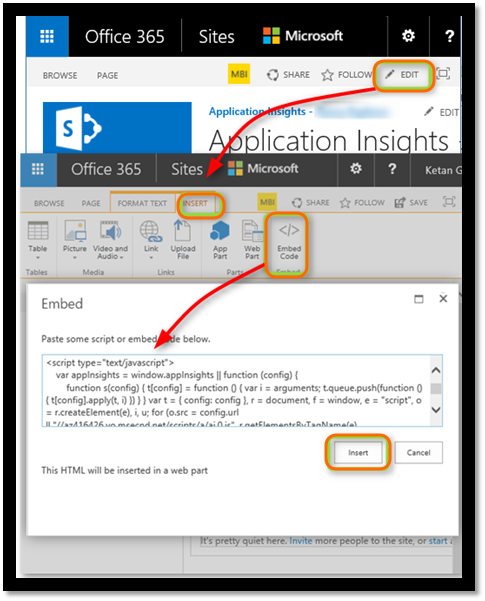 Office 365 Sites Microsoft ?
BROWSE PAGE MBI SHARE FOLLOW EDIT
S
Application Insights - EDIT
Application Insights
Office 365 Sites Microsoft ? Ketan G
BROWSE PAGE FORMAT TEXT INSERT MBI SHARE FOLLOW SAVE
Table Picture Video and Audio Link Upload File App Part Web Part </> Embed Code
Tables Media Links Parts Embed
Embed
Paste some script or embed code below.
<script type="text/javascript">
var appInsights = window.appInsights || function (config) {
function s(config) { t[config] = function () { var i = arguments; t.queue.push(function ()
{ t[config].apply(t, i) }) } } var t = { config: config }, r = document, f = window, e = "script", o
= r.createElement(e), i, u; for (o.src = config.url
|| "//az416426.vo.msecnd.net/scripts/a/ai.0.js", r.getElementsByTagName(e)
Insert Cancel
This HTML will be inserted in a web part
It's pretty quiet here. Invite more people to the site, or start a